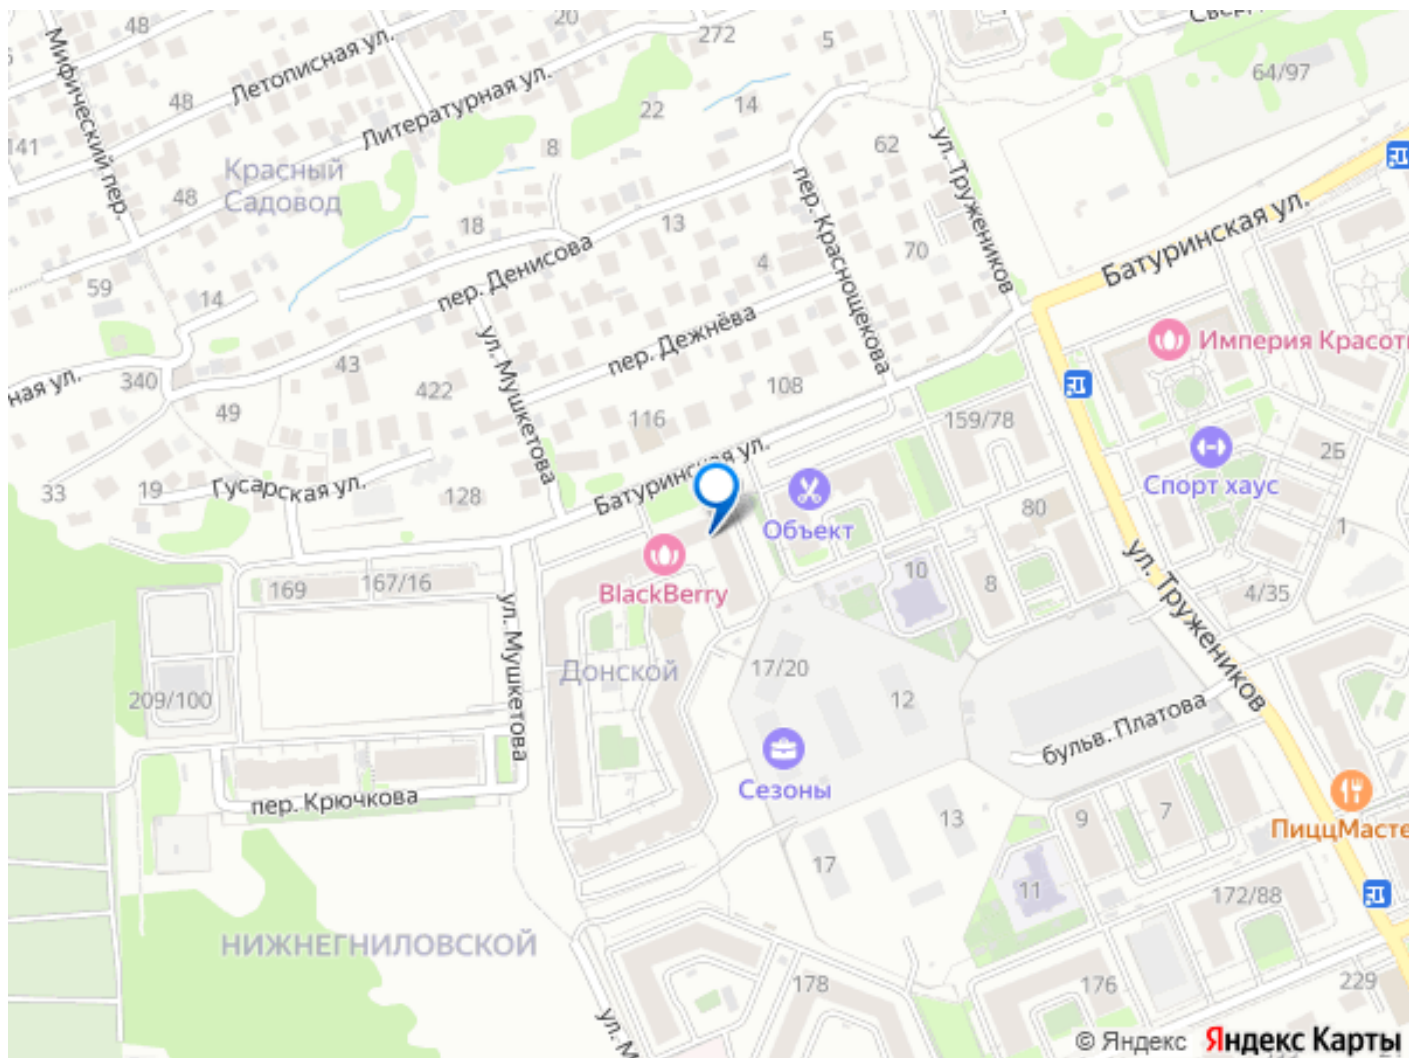 48
20
272
5
Свер
64/97
Мифический пер.
Летописная ул.
48
Литературная ул.
22
14
141
8
62
ул. Тружеников
Красный
Садовод
48
пер. Краснощекова
18
13
70
Батуринская ул.
59
14
пер. Денисова
4
ная ул.
340
43
422
ул. Мушкетова
пер. Дежнёва
108
Империя Красоты
49
116
159/78
2Б
33
19
Гусарская ул.
128
Батуринская ул.
Объект
Спорт хаус
80
1
169
167/16
BlackBerry
10
8
ул. Тружеников
4/35
ул. Мушкетова
Донской
17/20
12
209/100
бульв. Платова
Сезоны
пер. Крючкова
13
9
7
ПиццМасте
17
11
172/88
НИЖНЕГНИЛОВСКОЙ
178
176
229
ул. М
© Яндекс Яндекс Карты